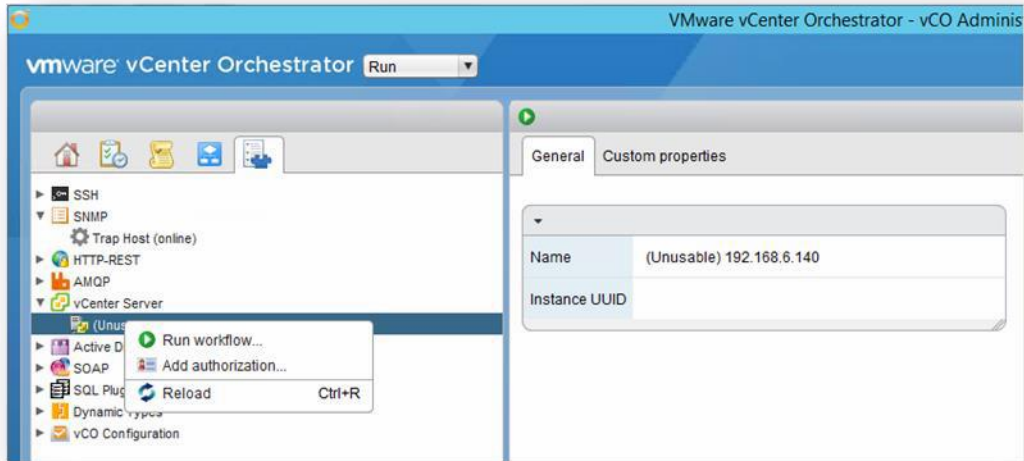 VMware vCenter Orchestrator - vCO Adminis
vmware vCenter Orchestrator Run
General Custom properties
SSH
SNMP
Trap Host (online)
HTTP-REST
AMQP
vCenter Server
(Unus
Run workflow...
Add authorization...
Reload Ctrl+R
Active D
SOAP
SQL Plug
Dynamic Types
vCO Configuration
Name (Unusable) 192.168.6.140
Instance UUID